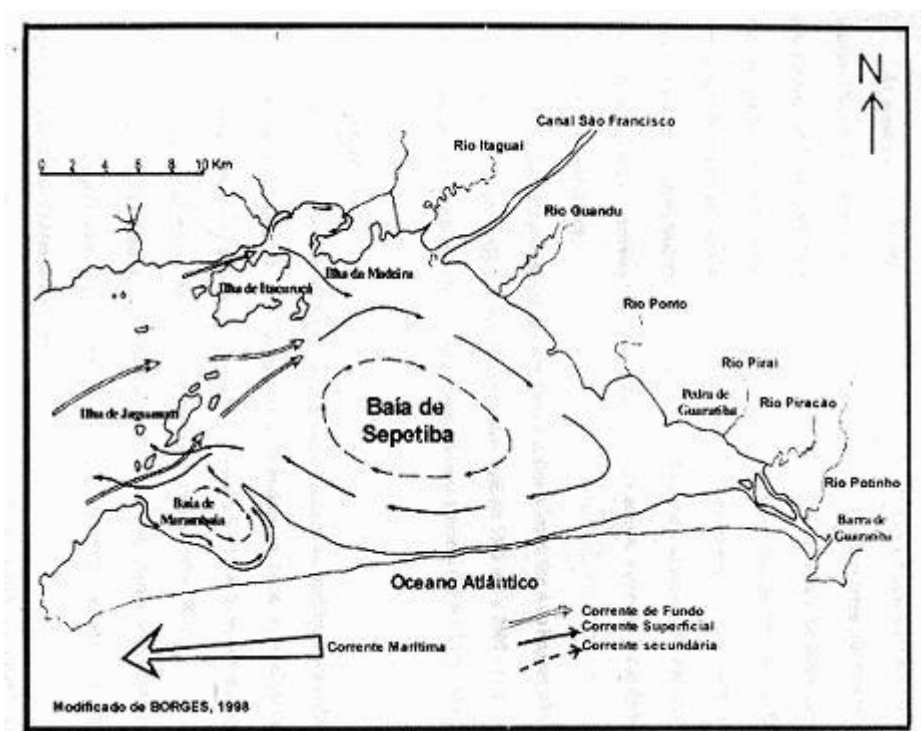 N
0 2 4 6 8 10 Km
Canal São Francisco
Rio Itaguaí
Rio Guandu
Ilha da Madeira
Ilha de Itacuruçá
Rio Ponto
Rio Piraí
Pedra de
Guaratiba
Rio Piracão
Ilha de Jaguanum
Baía de
Sepetiba
Rio Potinho
Baía de
Marambaia
Barra de
Guaratiba
Oceano Atlântico
Corrente de Fundo
Corrente Superficial
Corrente secundária
Corrente Marítima
Modificado de BORGES, 1998